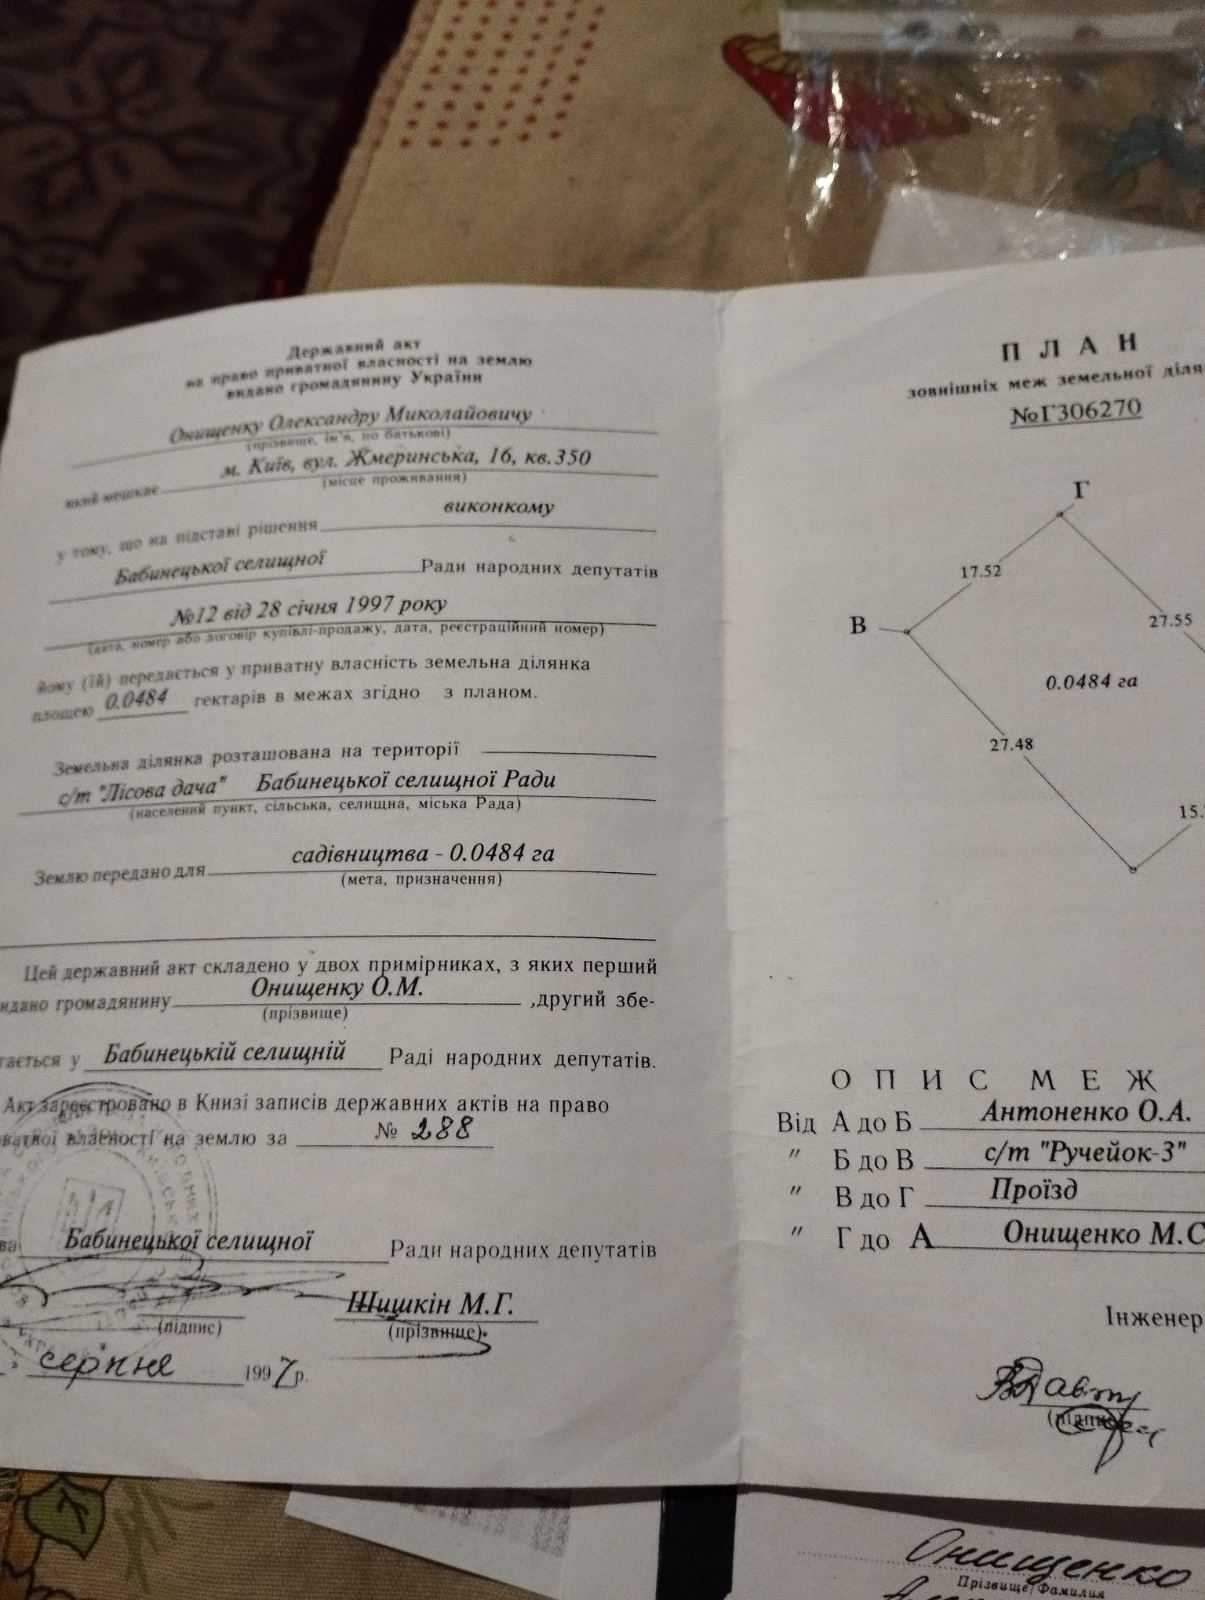 Державний акт
на право приватної власності на землю
видано громадянину України
Онищенку Олександру Миколайовичу
(прізвище, ім'я, по батькові)
який мешкає м. Київ, вул. Жмеринська, 16, кв.350
(місце проживання)
у тому, що на підставі рішення виконкому
Бабинецької селищної Ради народних депутатів
№12 від 28 січня 1997 року
(дата, номер або договір купівлі-продажу, дата, реєстраційний номер)
йому (їй) передається у приватну власність земельна ділянка
площею 0.0484 гектарів в межах згідно з планом.
Земельна ділянка розташована на території
с/т "Лісова дача" Бабинецької селищної Ради
(населений пункт, сільська, селищна, міська Рада)
Землю передано для садівництва - 0.0484 га
(мета, призначення)
Цей державний акт складено у двох примірниках, з яких перший
идано громадянину Онищенку О.М. ,другий збе-
(прізвище)
гається у Бабинецькій селищній Раді народних депутатів.
Акт зареєстровано в Книзі записів державних актів на право
ватної власності на землю за № 288
ва Бабинецької селищної Ради народних депутатів
Шишкін М.Г.
(підпис) (прізвище)
серпня 1997р.
ПЛАН
зовнішніх меж земельної діля
№Г306270
Г
17.52
В
27.55
0.0484 га
27.48
15.
ОПИС МЕЖ
Від А до Б Антоненко О.А.
" Б до В с/т "Ручейок-3"
" В до Г Проїзд
" Г до А Онищенко М.С
Інженер
(підпис)
Онищенко
Прізвище/Фамилия